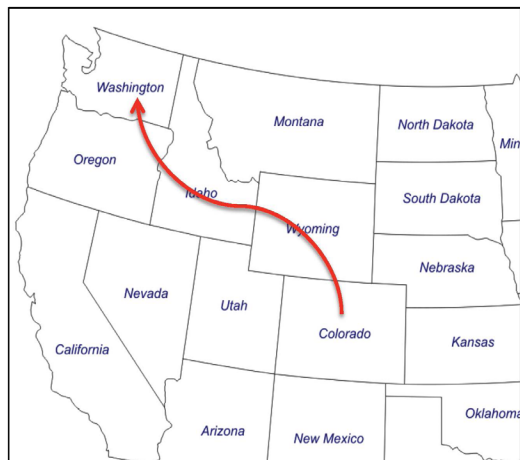 Washington
Montana
North Dakota
Min
Oregon
Idaho
South Dakota
Wyoming
Nebraska
Nevada
Utah
Colorado
Kansas
California
Oklahoma
Arizona
New Mexico